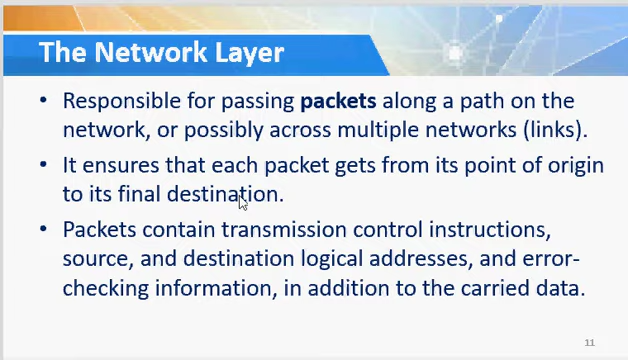 The Network Layer
• Responsible for passing packets along a path on the
network, or possibly across multiple networks (links).
• It ensures that each packet gets from its point of origin
to its final destination.
• Packets contain transmission control instructions,
source, and destination logical addresses, and error-
checking information, in addition to the carried data.
11